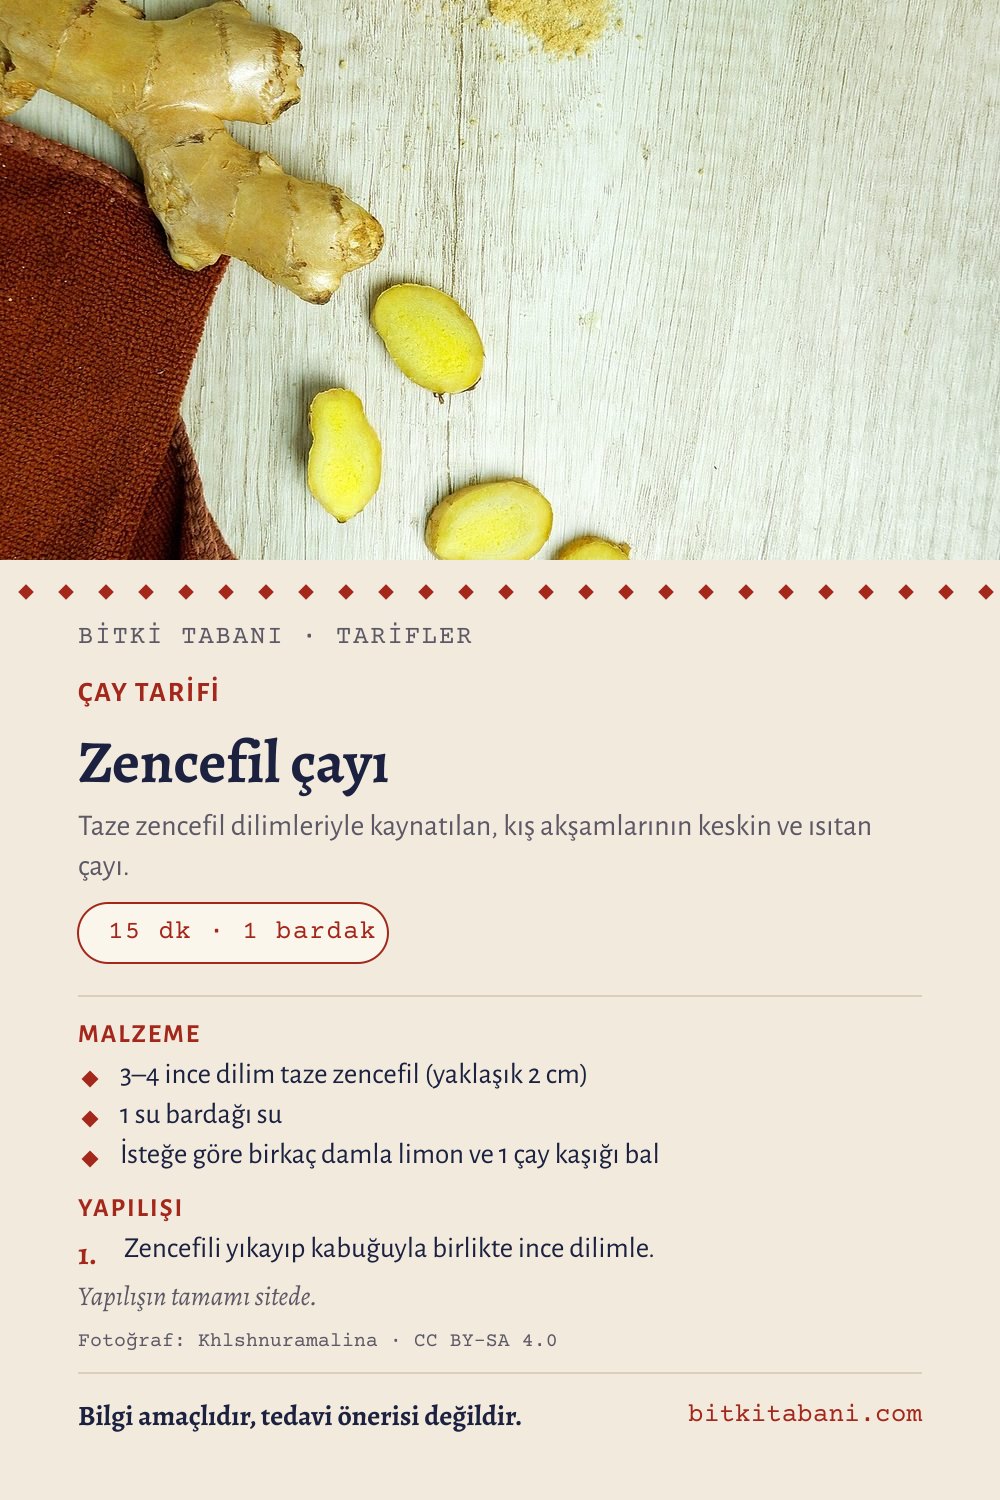 BİTKİ TABANI · TARİFLER
ÇAY TARİFİ
Zencefil çayı
Taze zencefil dilimleriyle kaynatılan, kış akşamlarının keskin ve ısıtan
çayı.
15 dk · 1 bardak
MALZEME
3–4 ince dilim taze zencefil (yaklaşık 2 cm)
1 su bardağı su
İsteğe göre birkaç damla limon ve 1 çay kaşığı bal
YAPILIŞI
1. Zencefili yıkayıp kabuğuyla birlikte ince dilimle.
Yapılışın tamamı sitede.
Fotoğraf: Khlshnuramalina · CC BY-SA 4.0
Bilgi amaçlıdır, tedavi önerisi değildir. bitkitabani.com